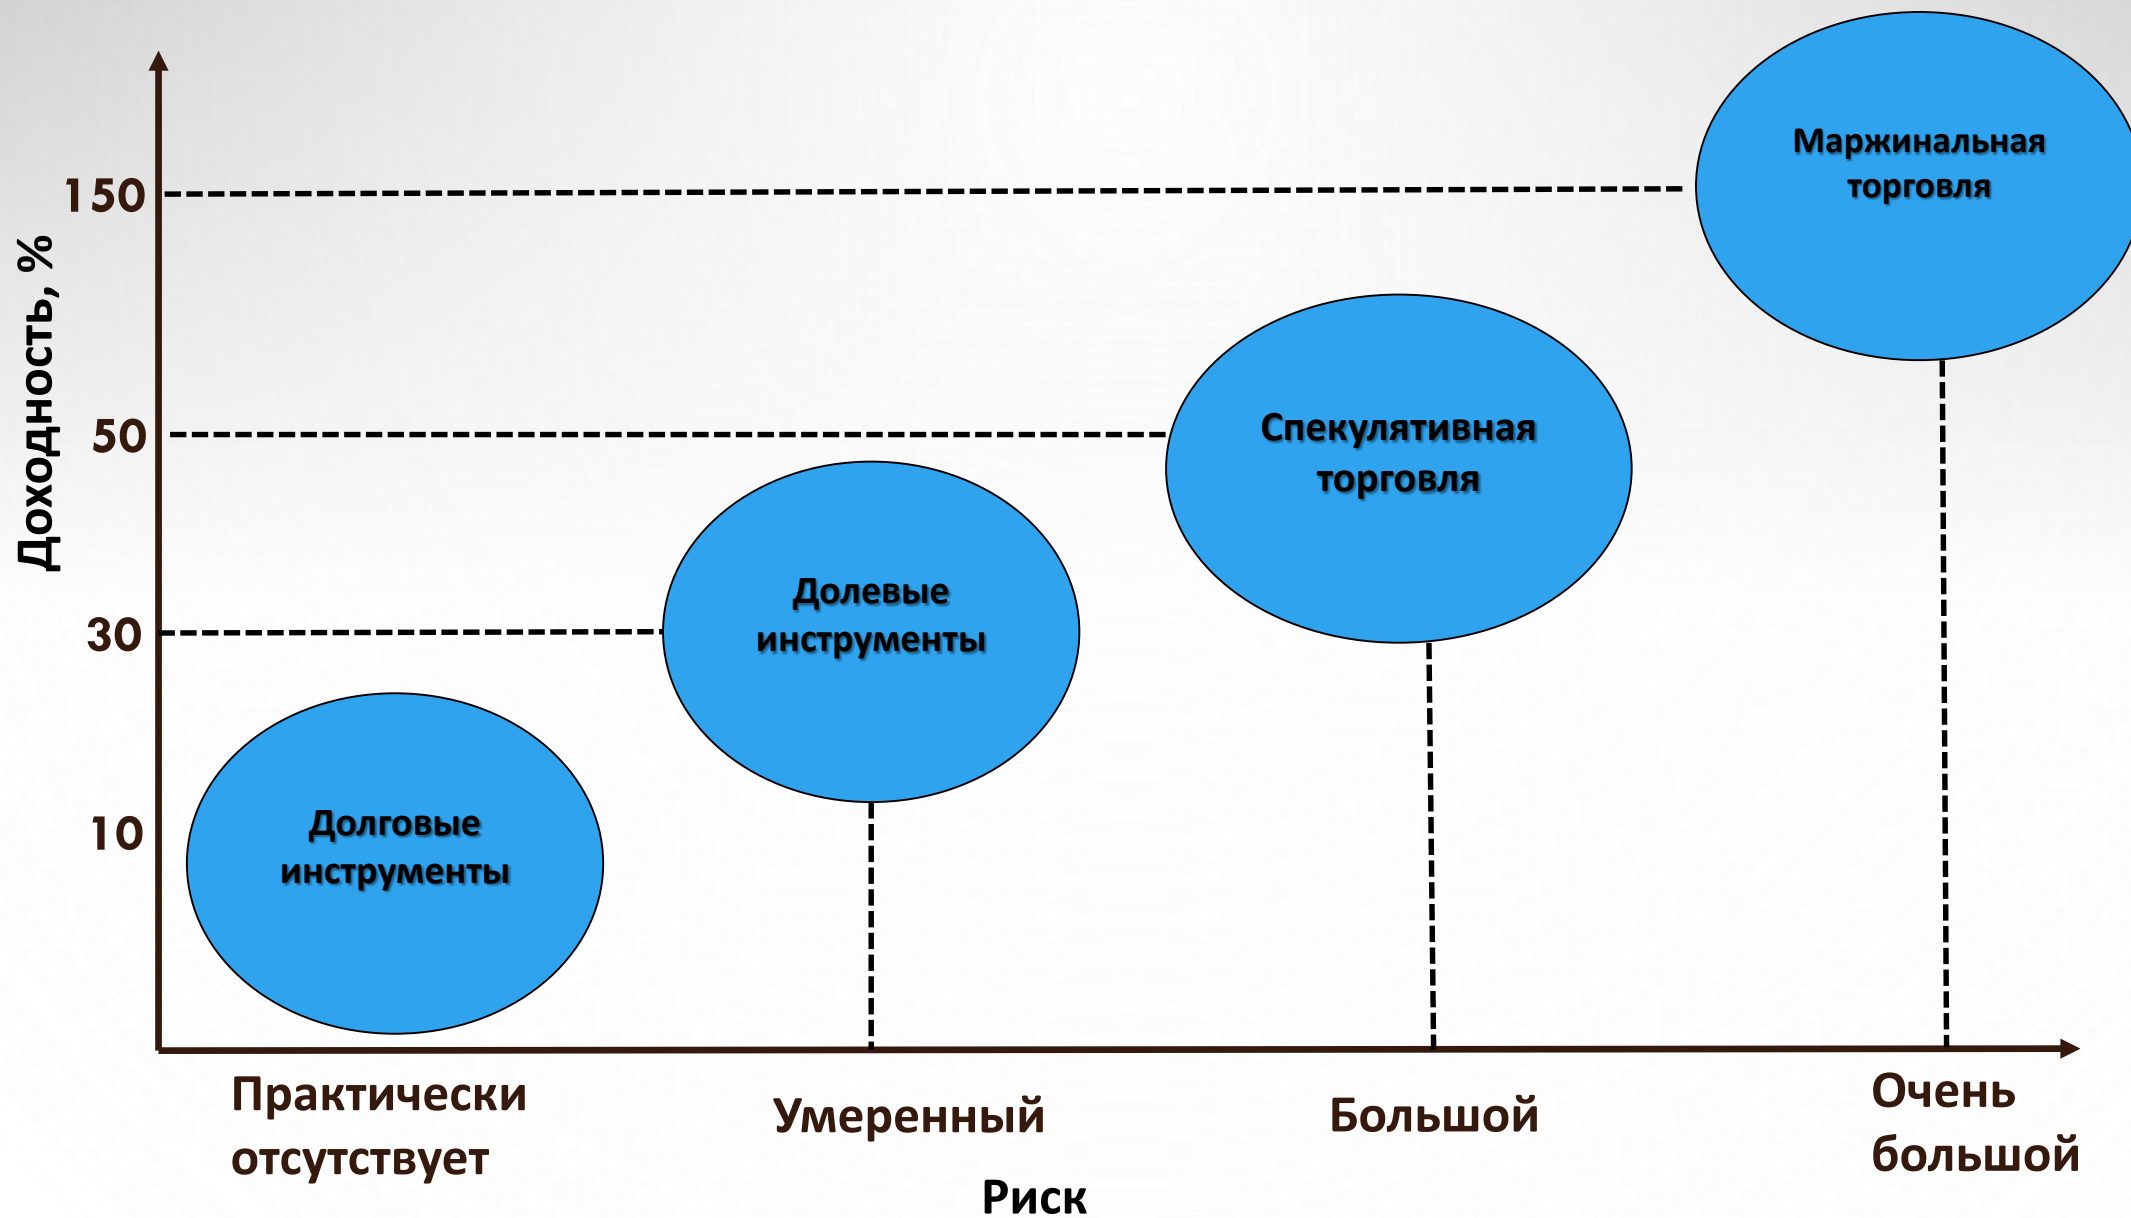 Доходность, %
150
50
30
10
Маржинальная
торговля
Спекулятивная
торговля
Долевые
инструменты
Долговые
инструменты
Практически
отсутствует
Умеренный
Большой
Очень
большой
Риск